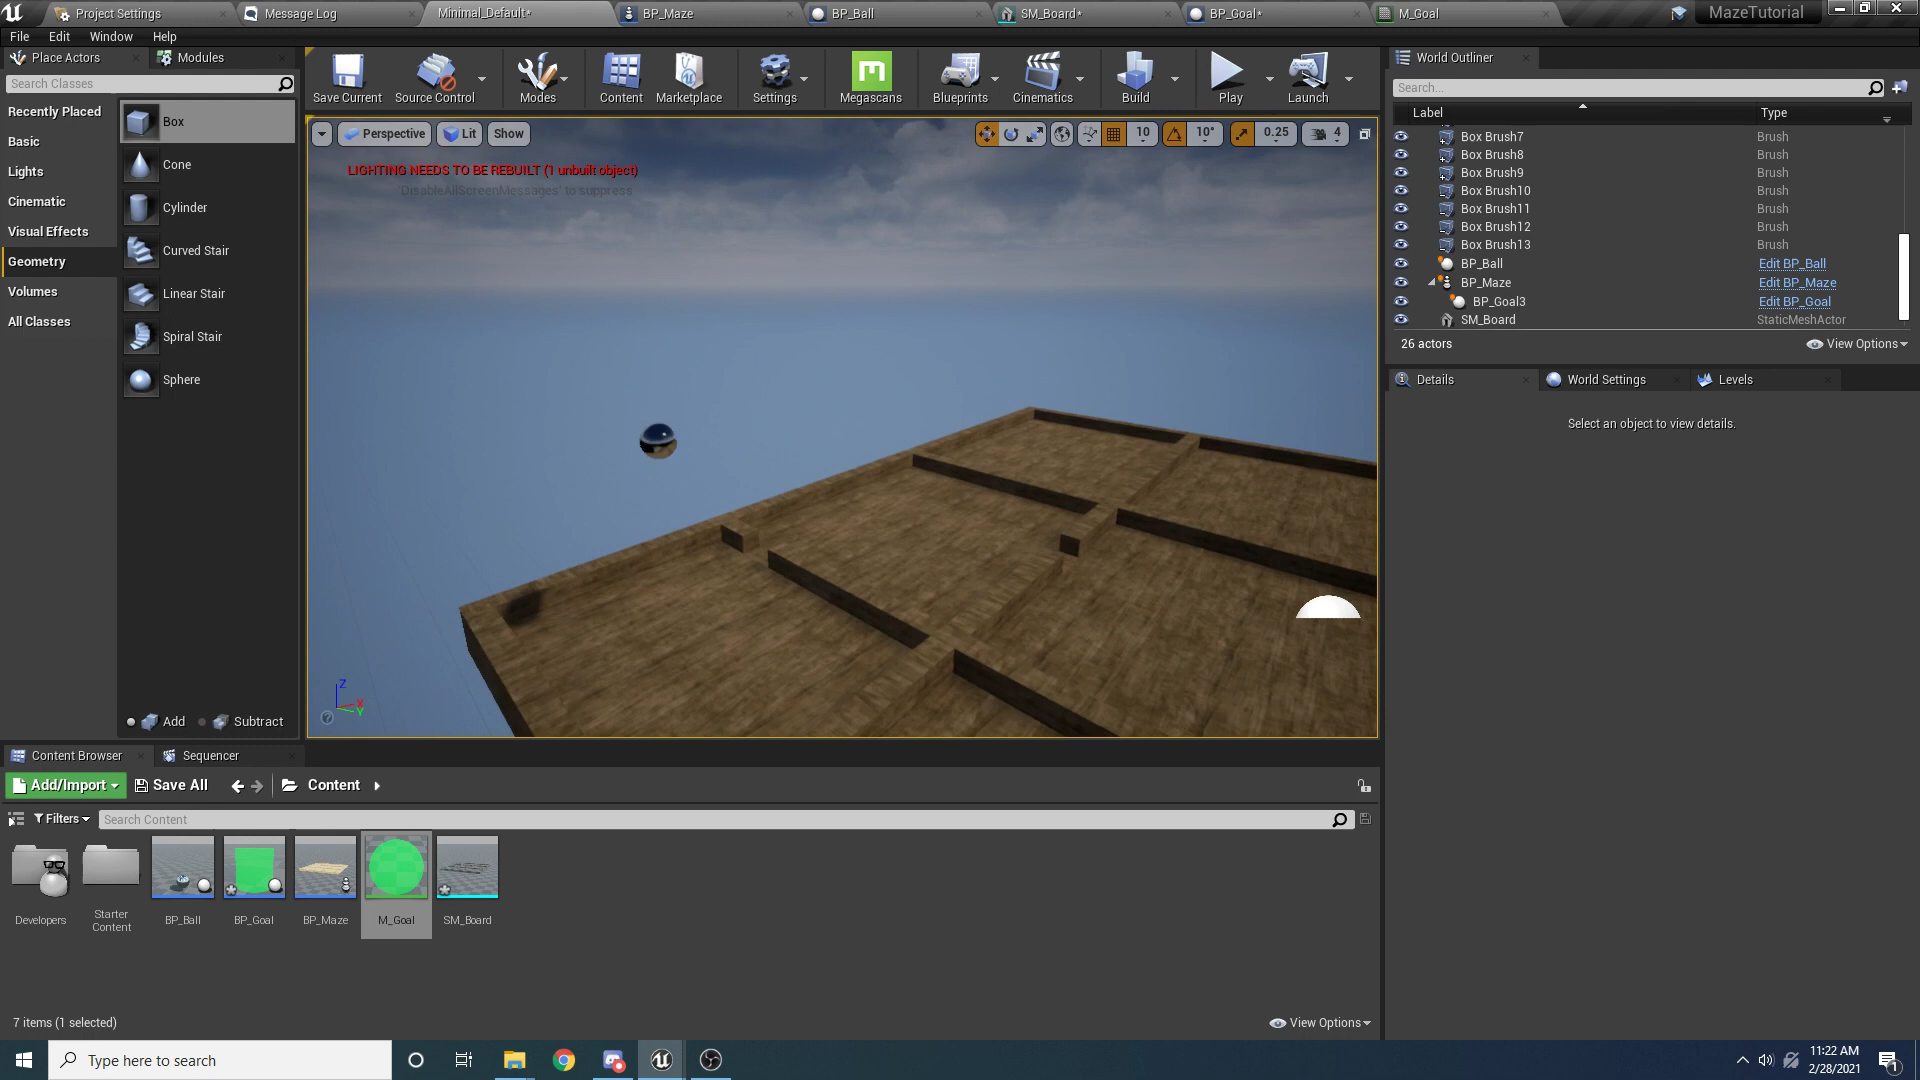 Project Settings
Message Log
Minimal_Default*
BP_Maze
BP_Ball
SM_Board*
BP_Goal*
M_Goal
MazeTutorial
File Edit Window Help
Place Actors
Modules
Search Classes
Recently Placed
Basic
Lights
Cinematic
Visual Effects
Geometry
Volumes
All Classes
Box
Cone
Cylinder
Curved Stair
Linear Stair
Spiral Stair
Sphere
Add
Subtract
Save Current
Source Control
Modes
Content
Marketplace
Settings
Megascans
Blueprints
Cinematics
Build
Play
Launch
Perspective
Lit
Show
10
10°
0.25
4
LIGHTING NEEDS TO BE REBUILT (1 unbuilt object)
'DisableAllScreenMessages' to suppress
Z
X
Y
World Outliner
Search...
Label Type
Box Brush7 Brush
Box Brush8 Brush
Box Brush9 Brush
Box Brush10 Brush
Box Brush11 Brush
Box Brush12 Brush
Box Brush13 Brush
BP_Ball Edit BP_Ball
BP_Maze Edit BP_Maze
BP_Goal3 Edit BP_Goal
SM_Board StaticMeshActor
26 actors
View Options
Details
World Settings
Levels
Select an object to view details.
Content Browser
Sequencer
Add/Import
Save All
Content
Filters
Search Content
Developers
Starter
Content
BP_Ball
BP_Goal
BP_Maze
M_Goal
SM_Board
7 items (1 selected)
View Options
Type here to search
11:22 AM
2/28/2021
1